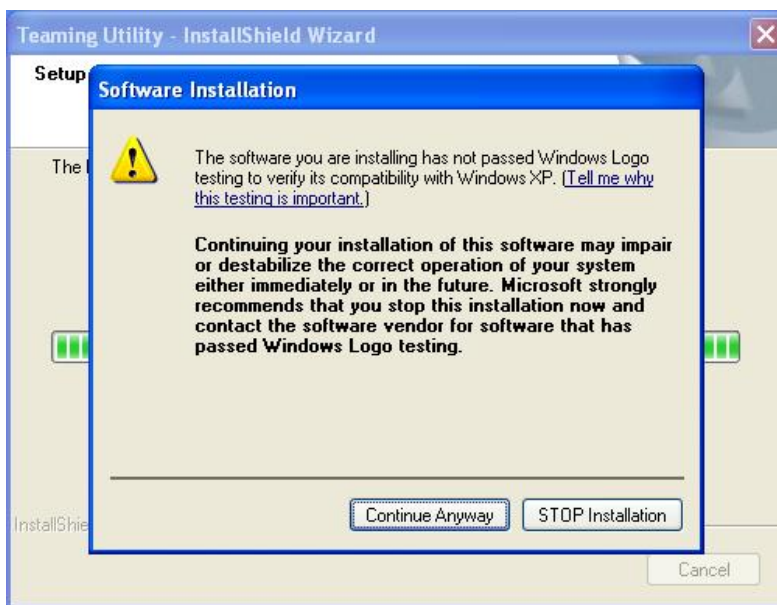 Teaming Utility - InstallShield Wizard
Setup
Software Installation
The
The software you are installing has not passed Windows Logo
testing to verify its compatibility with Windows XP. (Tell me why
this testing is important.)
Continuing your installation of this software may impair
or destabilize the correct operation of your system
either immediately or in the future. Microsoft strongly
recommends that you stop this installation now and
contact the software vendor for software that has
passed Windows Logo testing.
Continue Anyway STOP Installation
InstallShie
Cancel